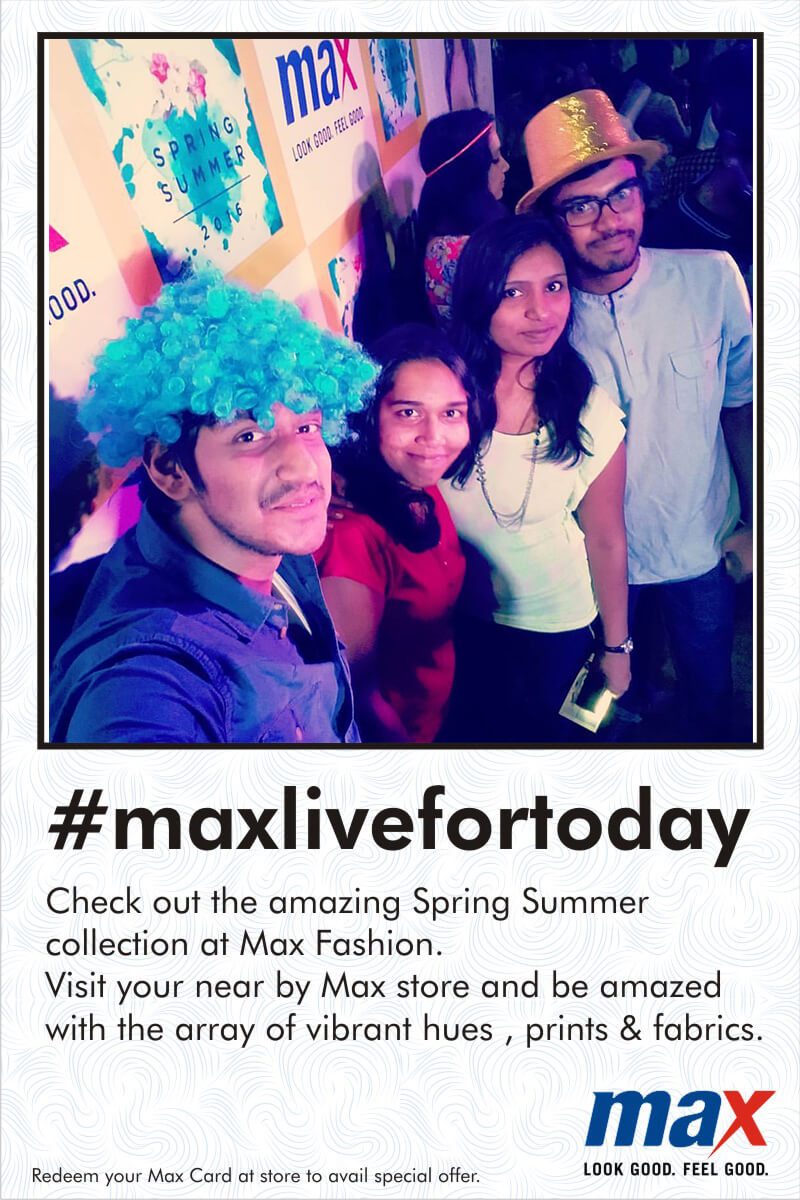 SPRING
SUMMER
2016
max
LOOK GOOD. FEEL GOOD.
OOD.
#maxlivefortoday
Check out the amazing Spring Summer
collection at Max Fashion.
Visit your near by Max store and be amazed
with the array of vibrant hues , prints & fabrics.
max
LOOK GOOD. FEEL GOOD.
Redeem your Max Card at store to avail special offer.